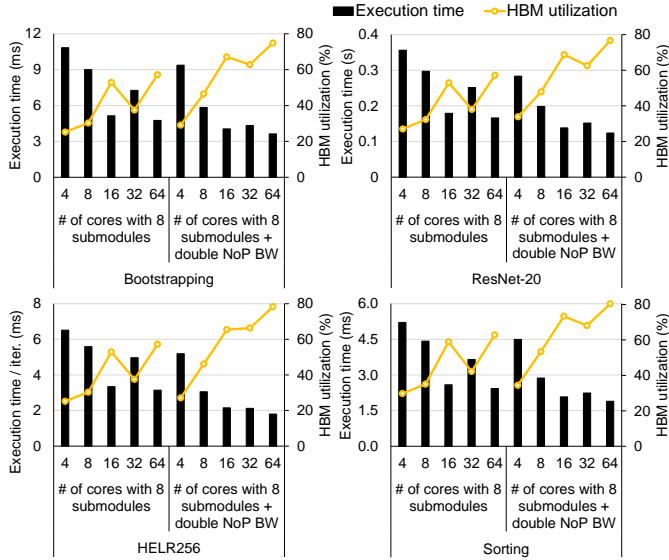 Execution time HBM utilization
Execution time (ms)
12
9
6
3
0
80
60
40
20
0
HBM utilization (%)
4 8 16 32 64 4 8 16 32 64
# of cores with 8
submodules
# of cores with 8
submodules +
double NoP BW
Bootstrapping
Execution time (s)
0.4
0.3
0.2
0.1
0
80
60
40
20
0
HBM utilization (%)
4 8 16 32 64 4 8 16 32 64
# of cores with 8
submodules
# of cores with 8
submodules +
double NoP BW
ResNet-20
Execution time / iter. (ms)
8
6
4
2
0
80
60
40
20
0
HBM utilization (%)
4 8 16 32 64 4 8 16 32 64
# of cores with 8
submodules
# of cores with 8
submodules +
double NoP BW
HELR256
Execution time (ms)
6.0
4.5
3.0
1.5
0.0
80
60
40
20
0
HBM utilization (%)
4 8 16 32 64 4 8 16 32 64
# of cores with 8
submodules
# of cores with 8
submodules +
double NoP BW
Sorting